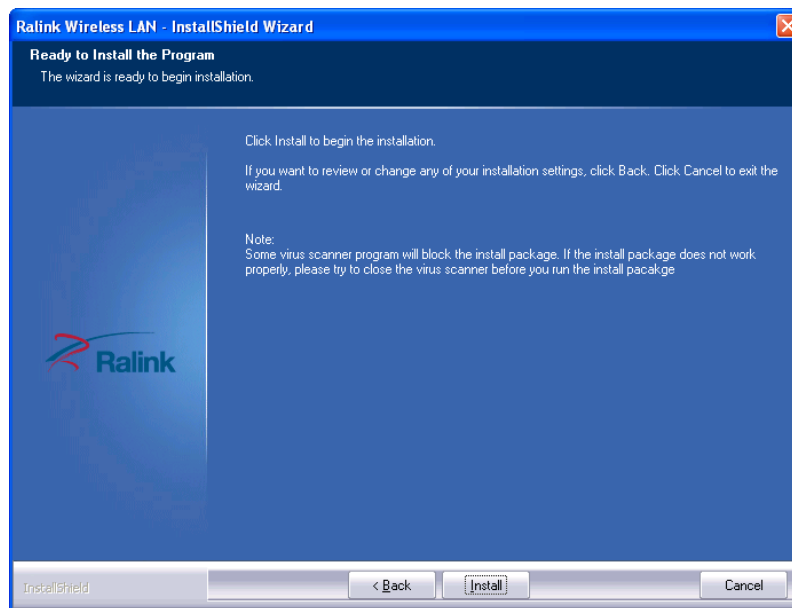 Ralink Wireless LAN - InstallShield Wizard
Ready to Install the Program
The wizard is ready to begin installation.
Click Install to begin the installation.
If you want to review or change any of your installation settings, click Back. Click Cancel to exit the
wizard.
Note:
Some virus scanner program will block the install package. If the install package does not work
properly, please try to close the virus scanner before you run the install pacakge
Ralink
InstallShield
< Back
Install
Cancel